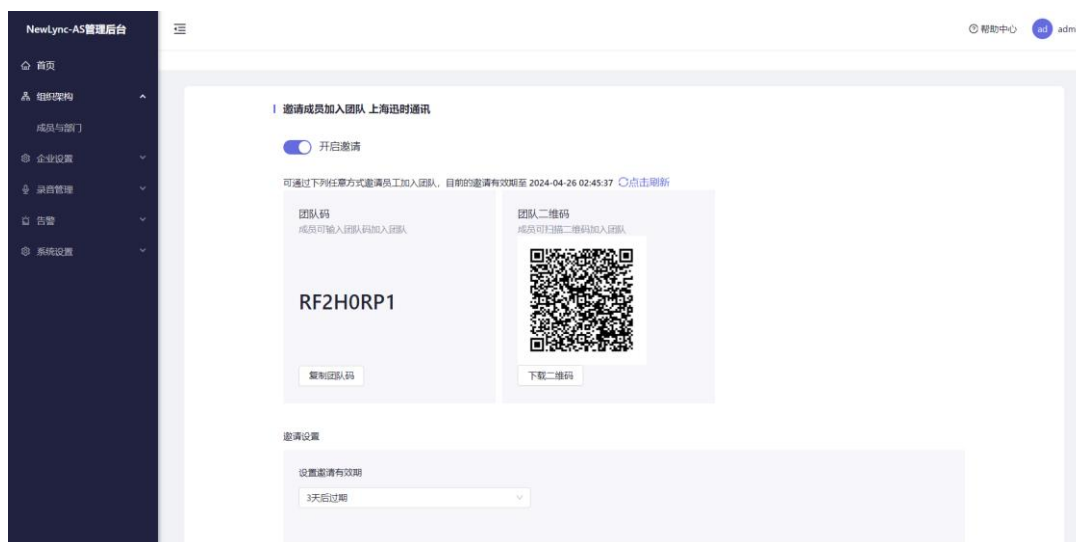 NewLync-AS管理后台
帮助中心
ad
adm
首页
组织架构
成员与部门
企业设置
录音管理
告警
系统设置
邀请成员加入团队 上海迅时通讯
开启邀请
可通过下列任意方式邀请员工加入团队，目前的邀请有效期至 2024-04-26 02:45:37 点击刷新
团队码
成员可输入团队码加入团队
RF2H0RP1
复制团队码
团队二维码
成员可扫描二维码加入团队
下载二维码
邀请设置
设置邀请有效期
3天后过期